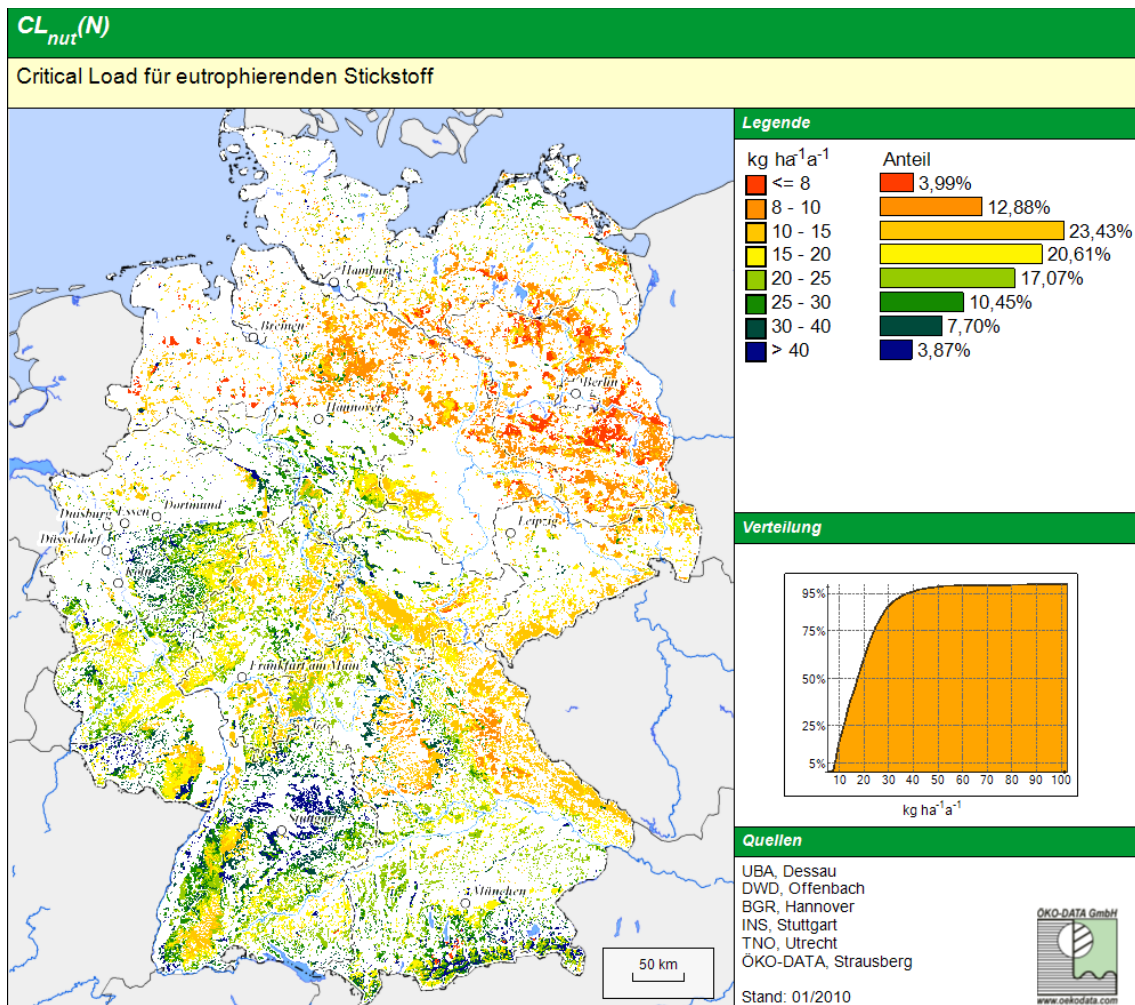 CLnut(N)
Critical Load für eutrophierenden Stickstoff
Hamburg
Bremen
Berlin
Hannover
Duisburg Essen Dortmund
Düsseldorf
Leipzig
Köln
Frankfurt am Main
Stuttgart
München
50 km
Legende
kg ha-1a-1 Anteil
<= 8 3,99%
8 - 10 12,88%
10 - 15 23,43%
15 - 20 20,61%
20 - 25 17,07%
25 - 30 10,45%
30 - 40 7,70%
> 40 3,87%
Verteilung
95%
75%
50%
25%
5%
10 20 30 40 50 60 70 80 90 100
kg ha-1a-1
Quellen
UBA, Dessau
DWD, Offenbach
BGR, Hannover
INS, Stuttgart
TNO, Utrecht
ÖKO-DATA, Strausberg
Stand: 01/2010
ÖKO-DATA GmbH
www.oekodata.com